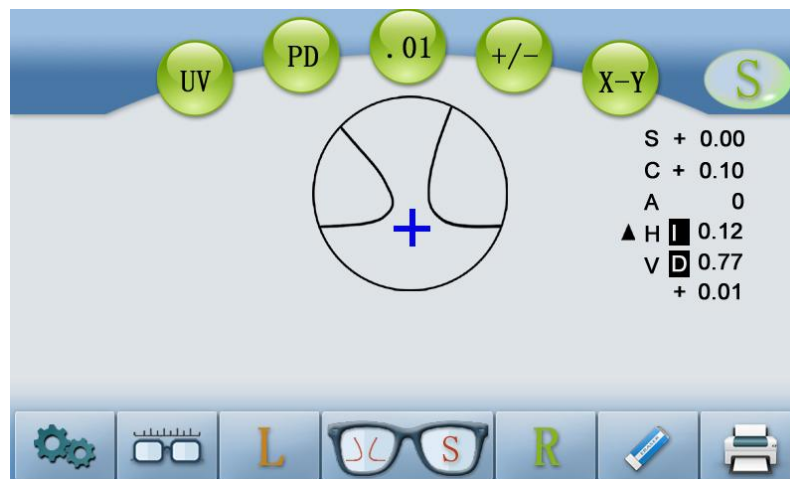 UV
PD
.01
+/-
X-Y
S
S + 0.00
C + 0.10
A 0
▲ H I 0.12
V D 0.77
+ 0.01
L
S
R